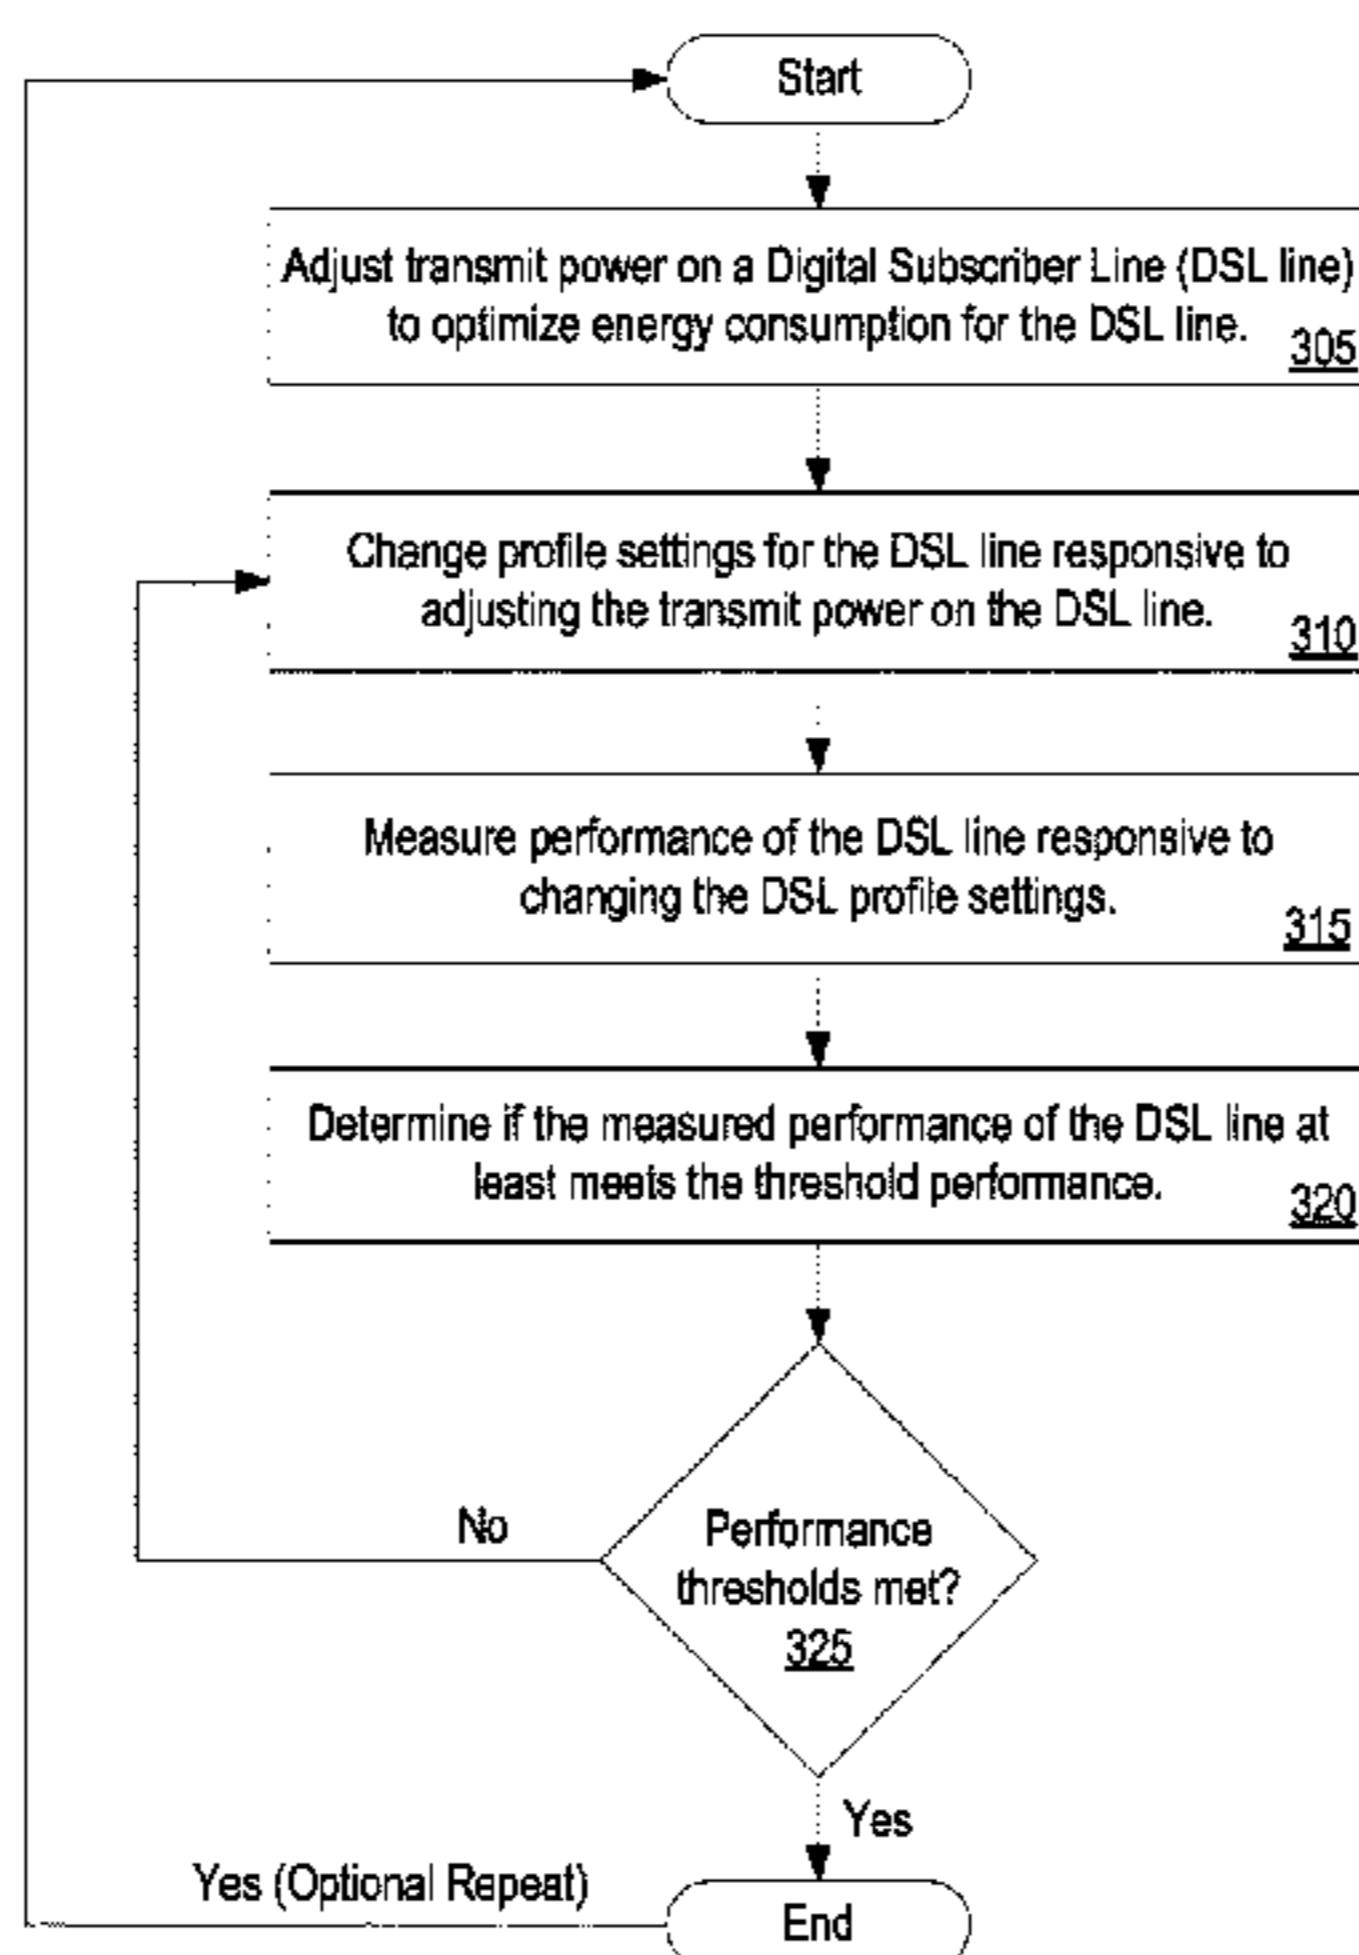 Start
Adjust transmit power on a Digital Subscriber Line (DSL line)
to optimize energy consumption for the DSL line.
305
Change profile settings for the DSL line responsive to
adjusting the transmit power on the DSL line.
310
Measure performance of the DSL line responsive to
changing the DSL profile settings.
315
Determine if the measured performance of the DSL line at
least meets the threshold performance.
320
No
Performance
thresholds met?
325
Yes
Yes (Optional Repeat)
End